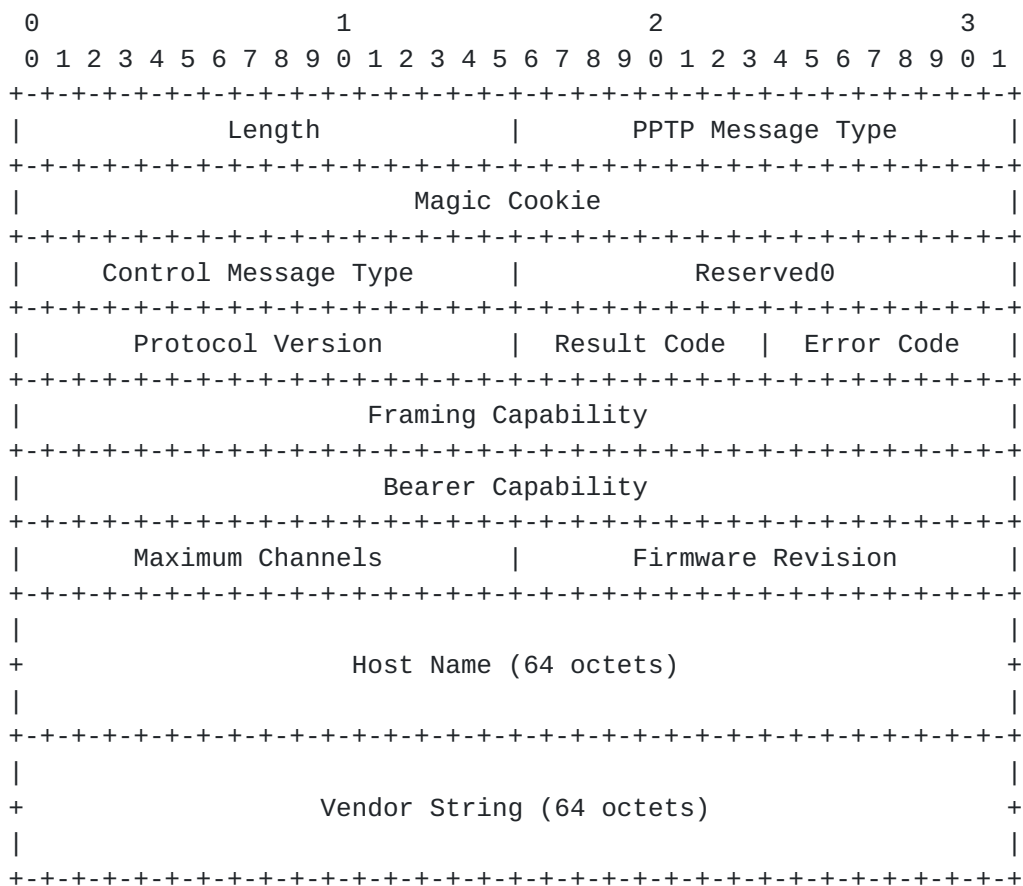 0                   1                   2                   3
 0 1 2 3 4 5 6 7 8 9 0 1 2 3 4 5 6 7 8 9 0 1 2 3 4 5 6 7 8 9 0 1
+-+-+-+-+-+-+-+-+-+-+-+-+-+-+-+-+-+-+-+-+-+-+-+-+-+-+-+-+-+-+-+-+
|             Length            |       PPTP Message Type       |
+-+-+-+-+-+-+-+-+-+-+-+-+-+-+-+-+-+-+-+-+-+-+-+-+-+-+-+-+-+-+-+-+
|                         Magic Cookie                          |
+-+-+-+-+-+-+-+-+-+-+-+-+-+-+-+-+-+-+-+-+-+-+-+-+-+-+-+-+-+-+-+-+
|     Control Message Type      |           Reserved0           |
+-+-+-+-+-+-+-+-+-+-+-+-+-+-+-+-+-+-+-+-+-+-+-+-+-+-+-+-+-+-+-+-+
|       Protocol Version        |  Result Code  |  Error Code   |
+-+-+-+-+-+-+-+-+-+-+-+-+-+-+-+-+-+-+-+-+-+-+-+-+-+-+-+-+-+-+-+-+
|                      Framing Capability                       |
+-+-+-+-+-+-+-+-+-+-+-+-+-+-+-+-+-+-+-+-+-+-+-+-+-+-+-+-+-+-+-+-+
|                       Bearer Capability                       |
+-+-+-+-+-+-+-+-+-+-+-+-+-+-+-+-+-+-+-+-+-+-+-+-+-+-+-+-+-+-+-+-+
|       Maximum Channels        |       Firmware Revision       |
+-+-+-+-+-+-+-+-+-+-+-+-+-+-+-+-+-+-+-+-+-+-+-+-+-+-+-+-+-+-+-+-+
|                                                               |
+                     Host Name (64 octets)                     +
|                                                               |
+-+-+-+-+-+-+-+-+-+-+-+-+-+-+-+-+-+-+-+-+-+-+-+-+-+-+-+-+-+-+-+-+
|                                                               |
+                   Vendor String (64 octets)                   +
|                                                               |
+-+-+-+-+-+-+-+-+-+-+-+-+-+-+-+-+-+-+-+-+-+-+-+-+-+-+-+-+-+-+-+-+